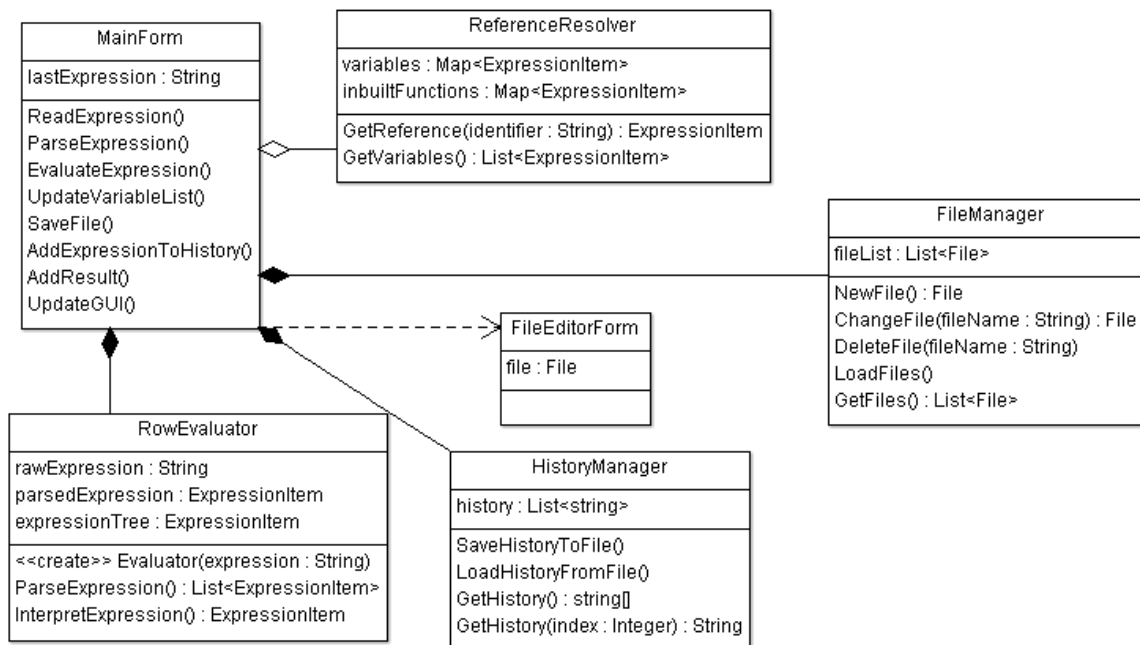 MainForm
lastExpression : String
ReadExpression()
ParseExpression()
EvaluateExpression()
UpdateVariableList()
SaveFile()
AddExpressionToHistory()
AddResult()
UpdateGUI()
ReferenceResolver
variables : Map<ExpressionItem>
inbuiltFunctions : Map<ExpressionItem>
GetReference(identifier : String) : ExpressionItem
GetVariables() : List<ExpressionItem>
FileManager
fileList : List<File>
NewFile() : File
ChangeFile(fileName : String) : File
DeleteFile(fileName : String)
LoadFiles()
GetFiles() : List<File>
FileEditorForm
file : File
RowEvaluator
rawExpression : String
parsedExpression : ExpressionItem
expressionTree : ExpressionItem
<<create>> Evaluator(expression : String)
ParseExpression() : List<ExpressionItem>
InterpretExpression() : ExpressionItem
HistoryManager
history : List<string>
SaveHistoryToFile()
LoadHistoryFromFile()
GetHistory() : string[]
GetHistory(index : Integer) : String